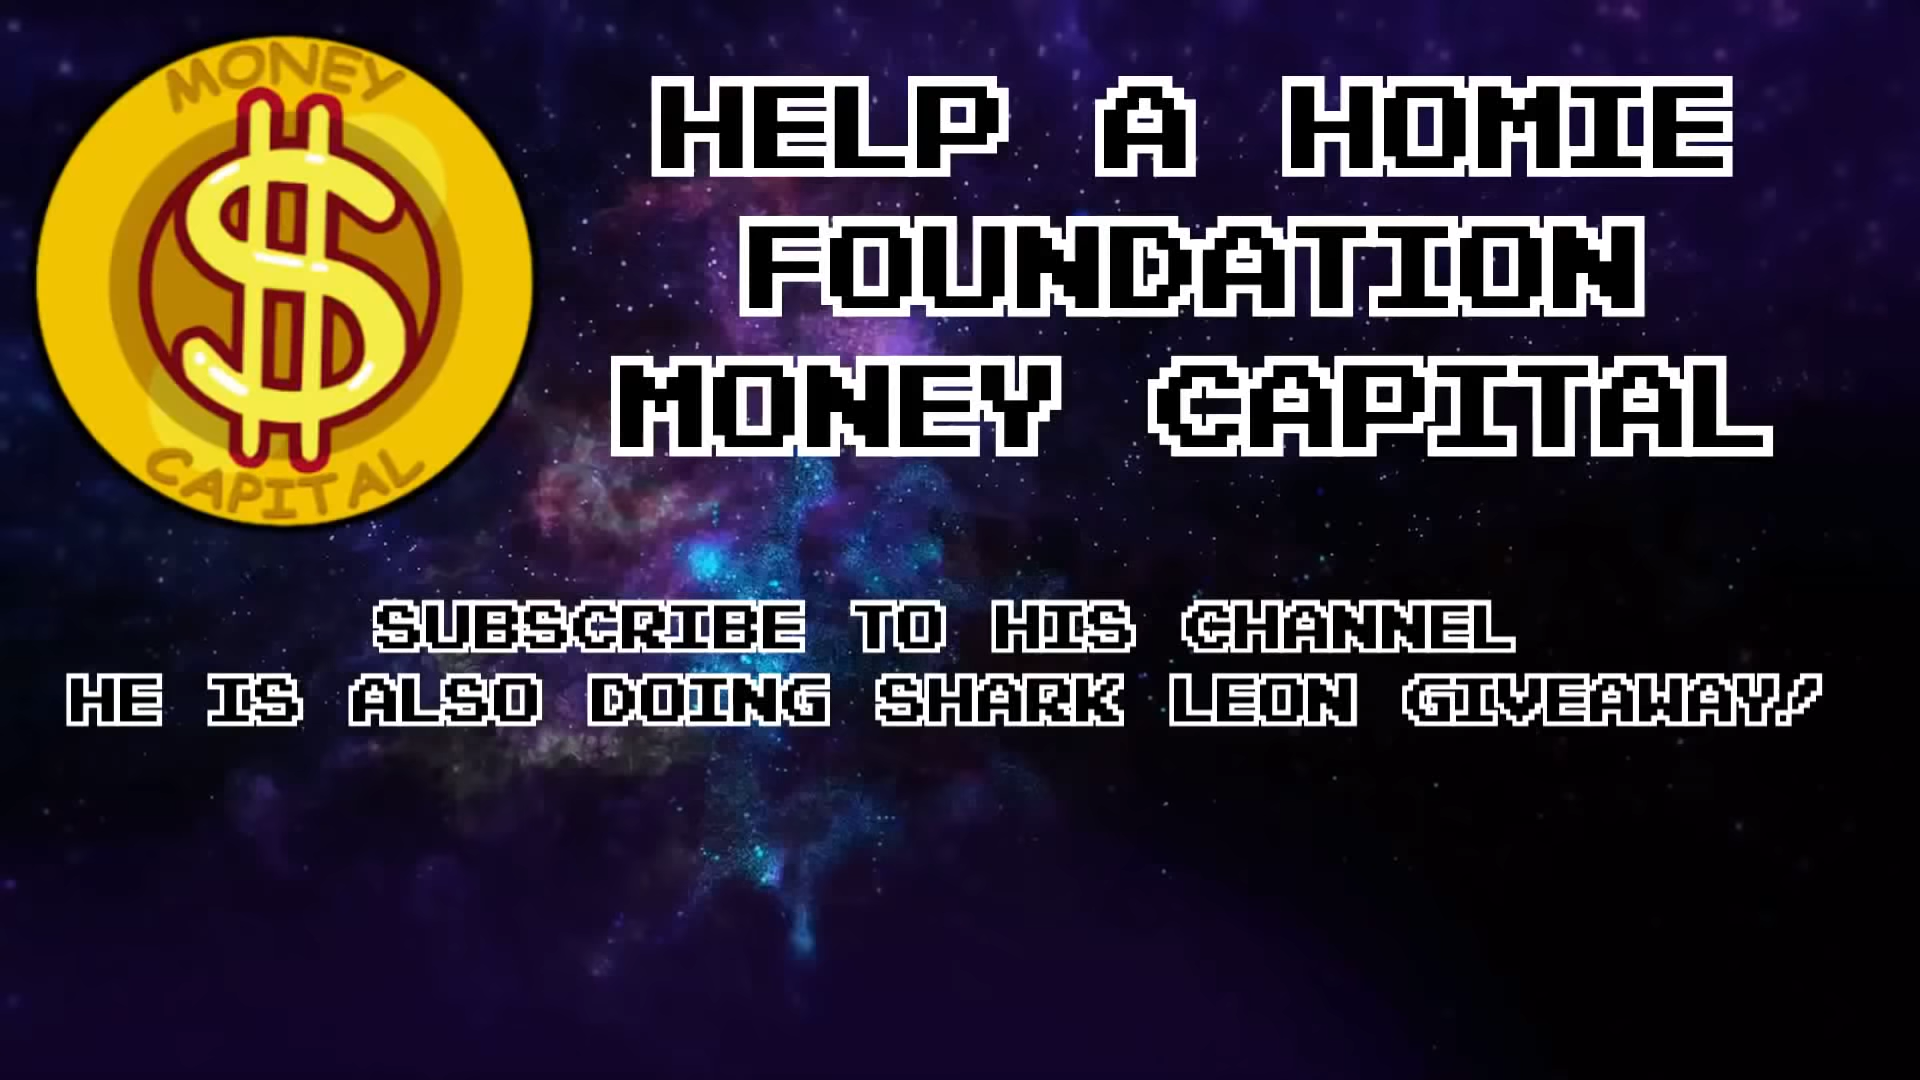 MONEY
CAPITAL
HELP A HOMIE
FOUNDATION
MONEY CAPITAL
SUBSCRIBE TO HIS CHANNEL
HE IS ALSO DOING SHARK LEON GIVEAWAY!